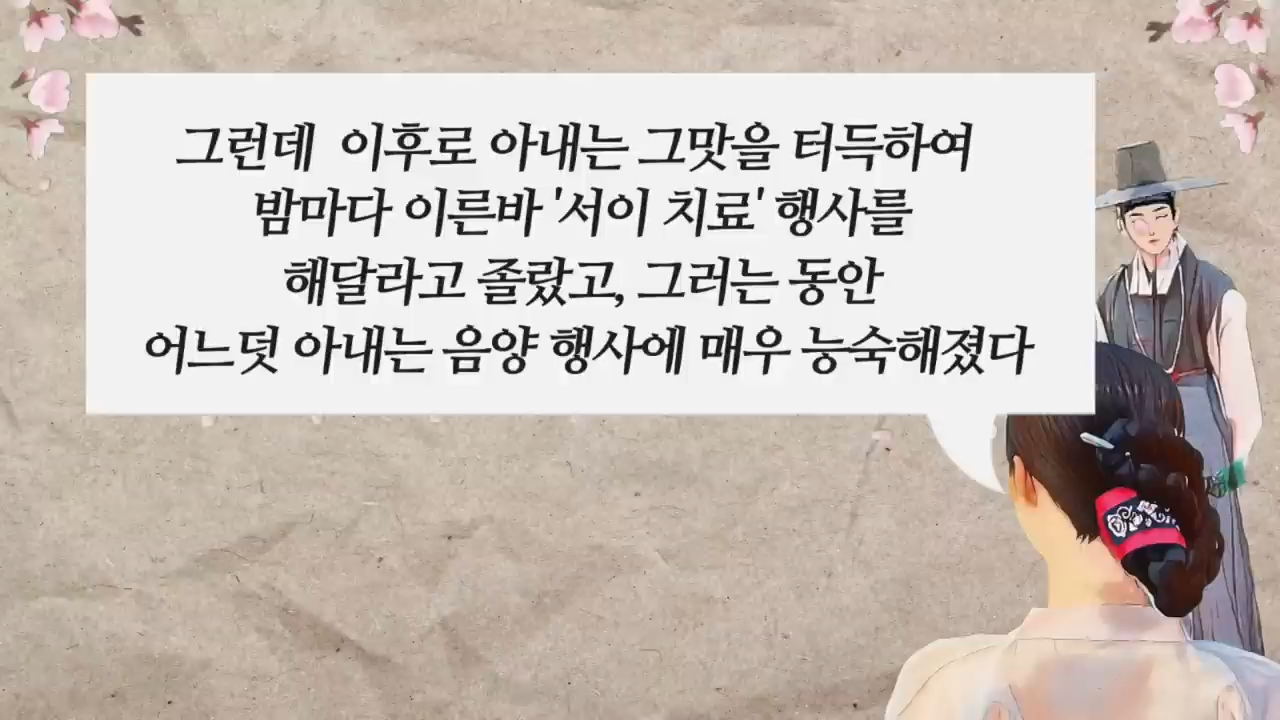 그런데 이후로 아내는 그맛을 터득하여
밤마다 이른바 '서이 치료' 행사를
해달라고 졸랐고, 그러는 동안
어느덧 아내는 음양 행사에 매우 능숙해졌다